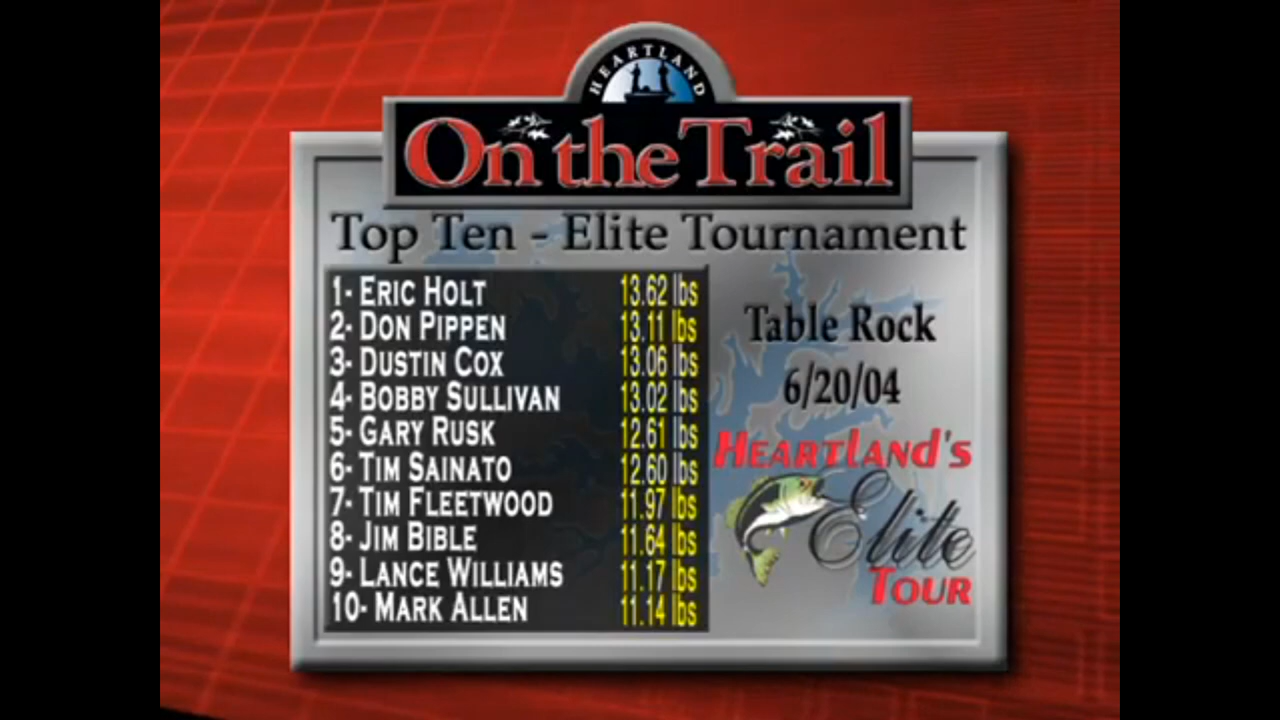 HEARTLAND
On the Trail
Top Ten - Elite Tournament
1- ERIC HOLT 13.62 lbs
2- DON PIPPEN 13.11 lbs
3- DUSTIN COX 13.06 lbs
4- BOBBY SULLIVAN 13.02 lbs
5- GARY RUSK 12.61 lbs
6- TIM SAINATO 12.60 lbs
7- TIM FLEETWOOD 11.97 lbs
8- JIM BIBLE 11.64 lbs
9- LANCE WILLIAMS 11.17 lbs
10- MARK ALLEN 11.14 lbs
Table Rock
6/20/04
HEARTLAND'S
Elite
TOUR